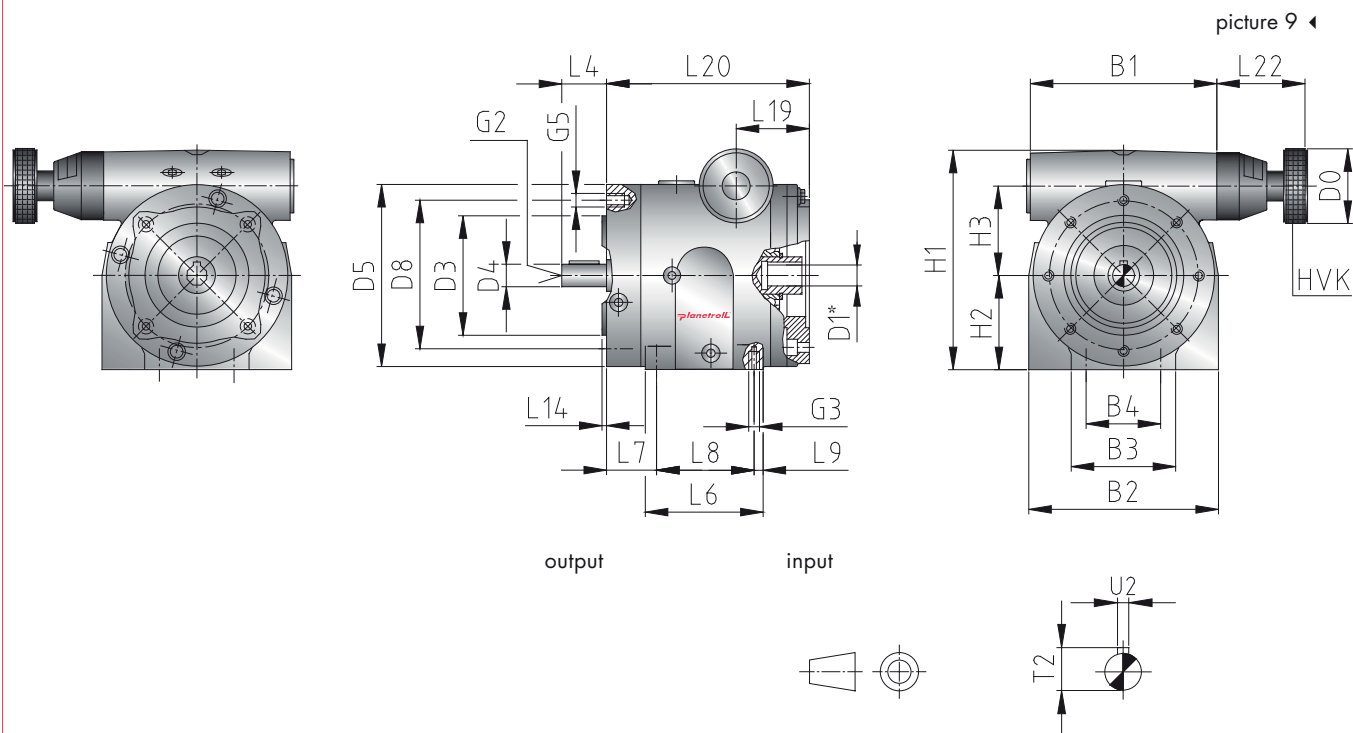 picture 9
L4
L20
B1
L22
G2
G5
L19
D5
D8
D3
D4
planetroll
D1*
H1
H3
H2
D0
HVK
L14
G3
L7
L8
L9
L6
B4
B3
B2
output
input
U2
T2